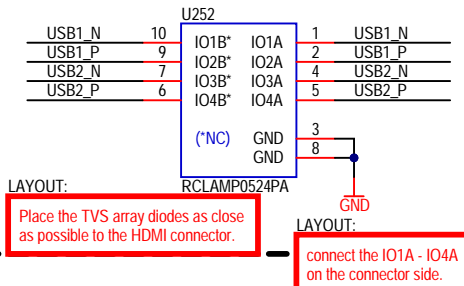 U252
USB1_N 10 IO1B* IO1A 1 USB1_N
USB1_P 9 IO2B* IO2A 2 USB1_P
USB2_N 7 IO3B* IO3A 4 USB2_N
USB2_P 6 IO4B* IO4A 5 USB2_P
(*NC) GND 3
GND 8
RCLAMP0524PA
GND
LAYOUT:
Place the TVS array diodes as close
as possible to the HDMI connector.
LAYOUT:
connect the IO1A - IO4A
on the connector side.